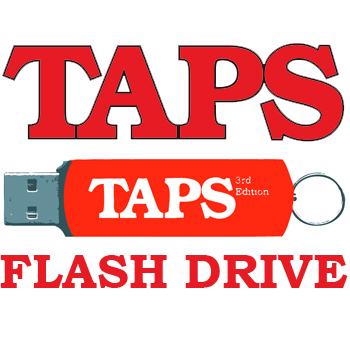 TAPS
TAPS 3rd
Edition
FLASH DRIVE